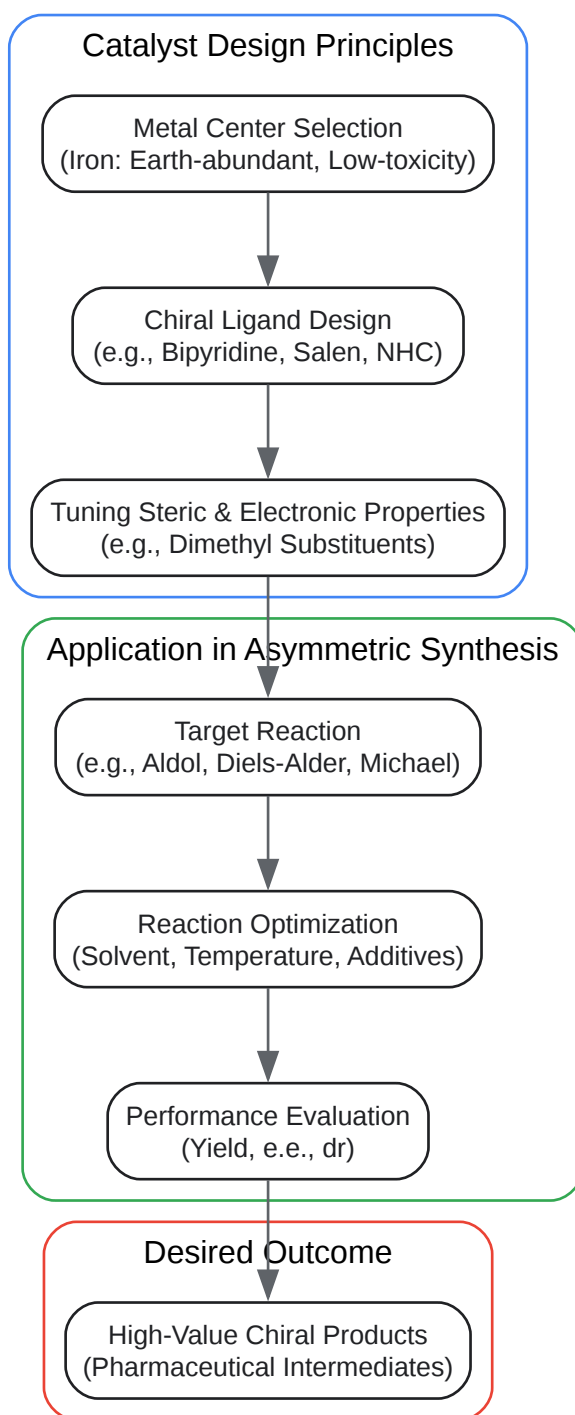 Catalyst Design Principles
Metal Center Selection
(Iron: Earth-abundant, Low-toxicity)
Chiral Ligand Design
(e.g., Bipyridine, Salen, NHC)
Tuning Steric & Electronic Properties
(e.g., Dimethyl Substituents)
Application in Asymmetric Synthesis
Target Reaction
(e.g., Aldol, Diels-Alder, Michael)
Reaction Optimization
(Solvent, Temperature, Additives)
Performance Evaluation
(Yield, e.e., dr)
Desired Outcome
High-Value Chiral Products
(Pharmaceutical Intermediates)